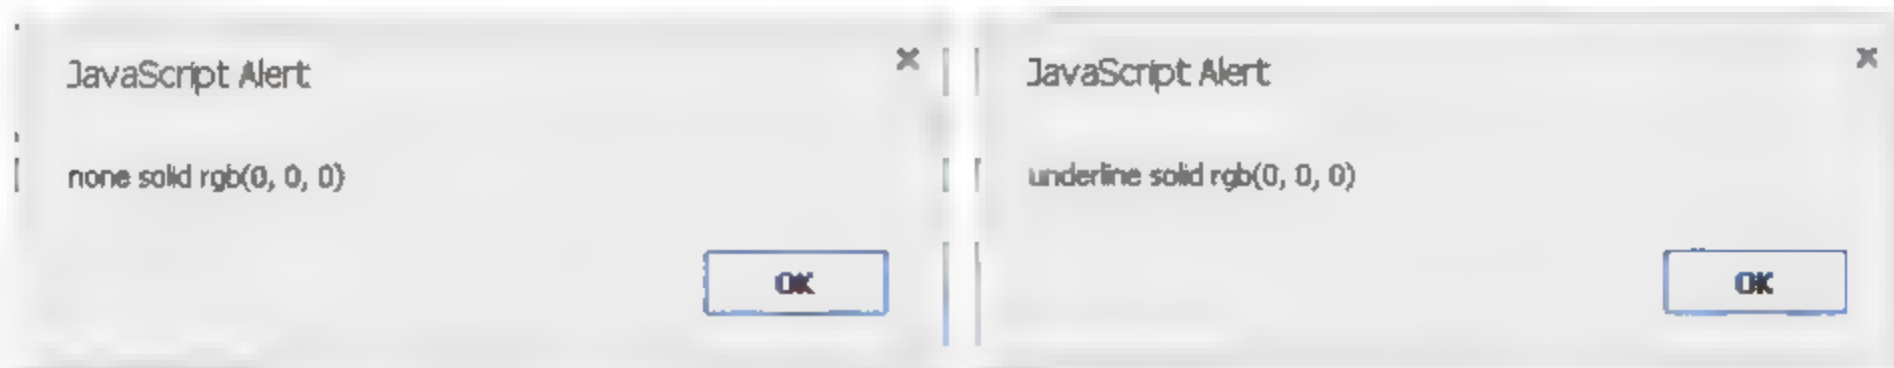 JavaScript Alert
none solid rgb(0, 0, 0)
OK
JavaScript Alert
underline solid rgb(0, 0, 0)
OK